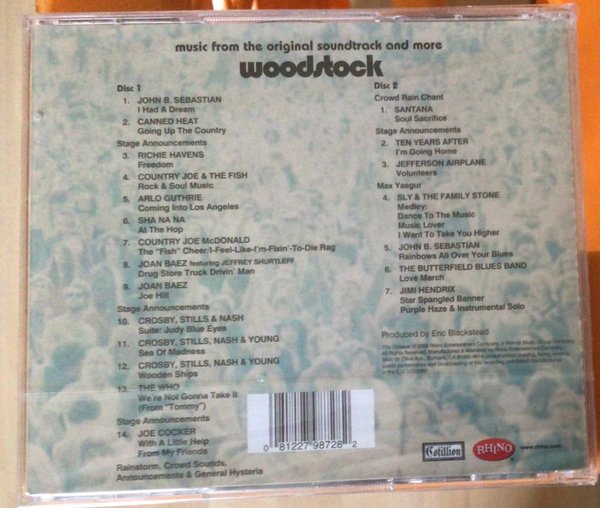 music from the original soundtrack and more
woodstock
Disc 1
1. JOHN B. SEBASTIAN
I Had A Dream
2. CANNED HEAT
Going Up The Country
Stage Announcements
3. RICHIE HAVENS
Freedom
4. COUNTRY JOE & THE FISH
Rock & Soul Music
5. ARLO GUTHRIE
Coming Into Los Angeles
6. SHA NA NA
At The Hop
7. COUNTRY JOE McDONALD
The "Fish" Cheer/I-Feel-Like-I'm-Fixin'-To-Die Rag
8. JOAN BAEZ featuring JEFFREY SHURTLEFF
Drug Store Truck Drivin' Man
9. JOAN BAEZ
Joe Hill
Stage Announcements
10. CROSBY, STILLS & NASH
Suite: Judy Blue Eyes
11. CROSBY, STILLS, NASH & YOUNG
Sea Of Madness
12. CROSBY, STILLS, NASH & YOUNG
Wooden Ships
13. THE WHO
We're Not Gonna Take It
(From "Tommy")
Stage Announcements
14. JOE COCKER
With A Little Help
From My Friends
Rainstorm, Crowd Sounds,
Announcements & General Hysteria
Disc 2
Crowd Rain Chant
1. SANTANA
Soul Sacrifice
Stage Announcements
2. TEN YEARS AFTER
I'm Going Home
3. JEFFERSON AIRPLANE
Volunteers
Max Yasgur
4. SLY & THE FAMILY STONE
Medley:
Dance To The Music
Music Lover
I Want To Take You Higher
5. JOHN B. SEBASTIAN
Rainbows All Over Your Blues
6. THE BUTTERFIELD BLUES BAND
Love March
7. JIMI HENDRIX
Star Spangled Banner
Purple Haze & Instrumental Solo
Produced by Eric Blackstead
0 81227 98728 2
Cotillion
RHINO
www.rhino.com